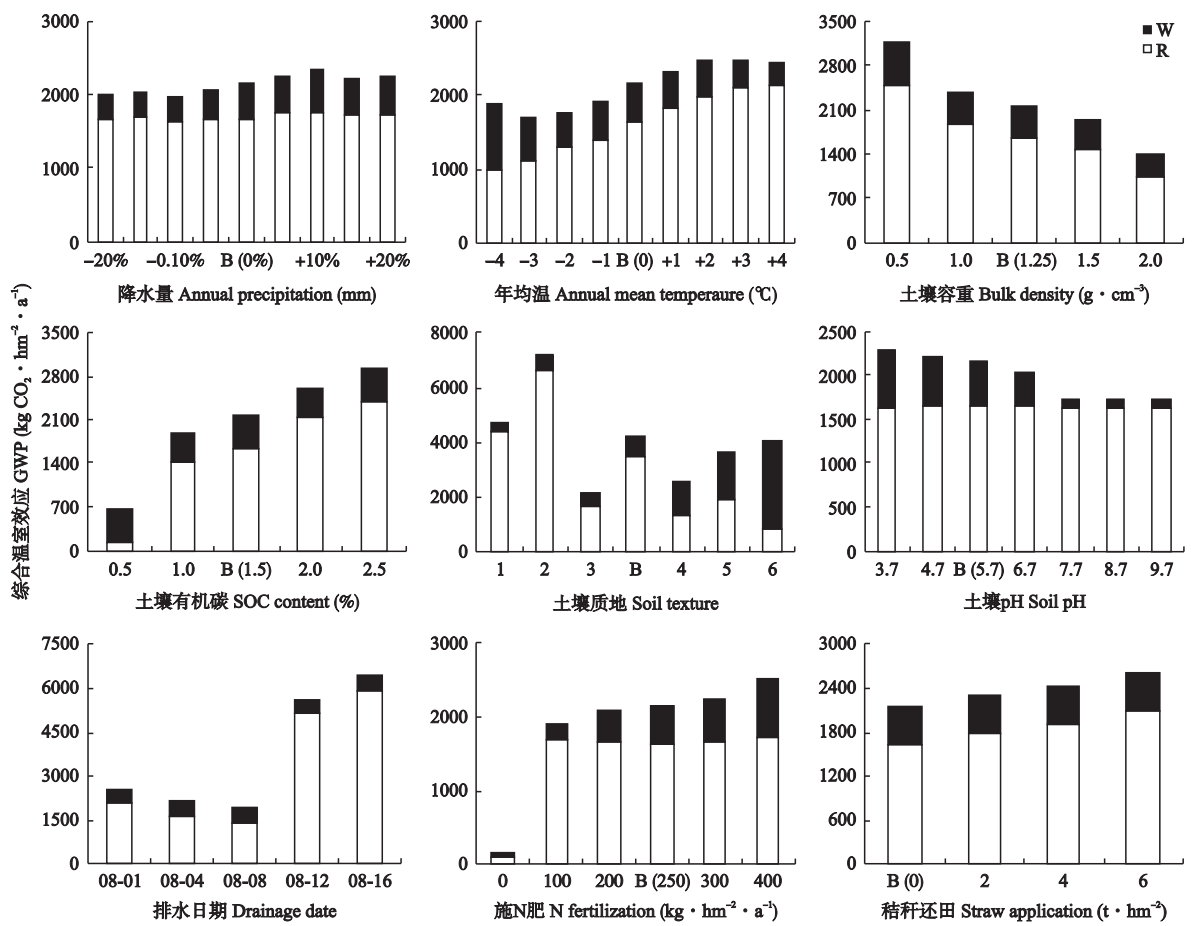 综合温室效应 GWP (kg CO₂·hm⁻²·a⁻¹)
3000
2000
1000
0
–20% –0.10% B (0%) +10% +20%
降水量 Annual precipitation (mm)
3000
2000
1000
0
–4 –3 –2 –1 B (0) +1 +2 +3 +4
年均温 Annual mean temperaure (℃)
3500
2800
2100
1400
700
0
W
R
0.5 1.0 B (1.25) 1.5 2.0
土壤容重 Bulk density (g·cm⁻³)
3500
2800
2100
1400
700
0
0.5 1.0 B (1.5) 2.0 2.5
土壤有机碳 SOC content (%)
8000
6000
4000
2000
0
1 2 3 B 4 5 6
土壤质地 Soil texture
2500
2000
1500
1000
500
0
3.7 4.7 B (5.7) 6.7 7.7 8.7 9.7
土壤pH Soil pH
7500
6000
4500
3000
1500
0
08-01 08-04 08-08 08-12 08-16
排水日期 Drainage date
3000
2000
1000
0
0 100 200 B (250) 300 400
施N肥 N fertilization (kg·hm⁻²·a⁻¹)
3000
2400
1800
1200
600
0
B (0) 2 4 6
秸秆还田 Straw application (t·hm⁻²)